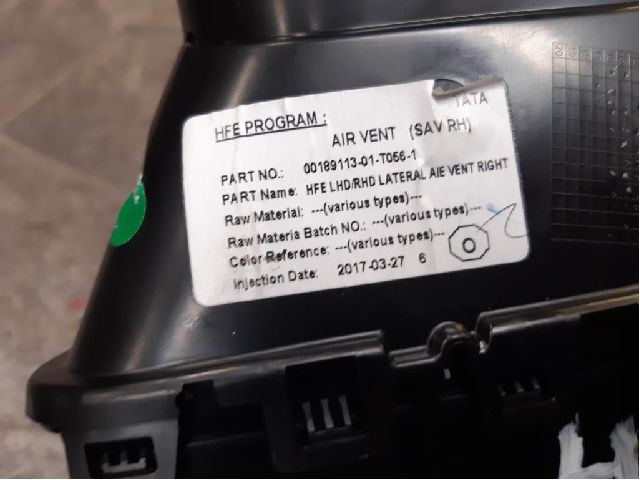 TATA
HFE PROGRAM :
AIR VENT (SAV RH)
PART NO.: 00189113-01-T056-1
PART Name: HFE LHD/RHD LATERAL AIE VENT RIGHT
Raw Material: ---(various types)---
Raw Materia Batch NO.: ---(various types)---
Color Reference: ---(various types)---
Injection Date: 2017-03-27 6